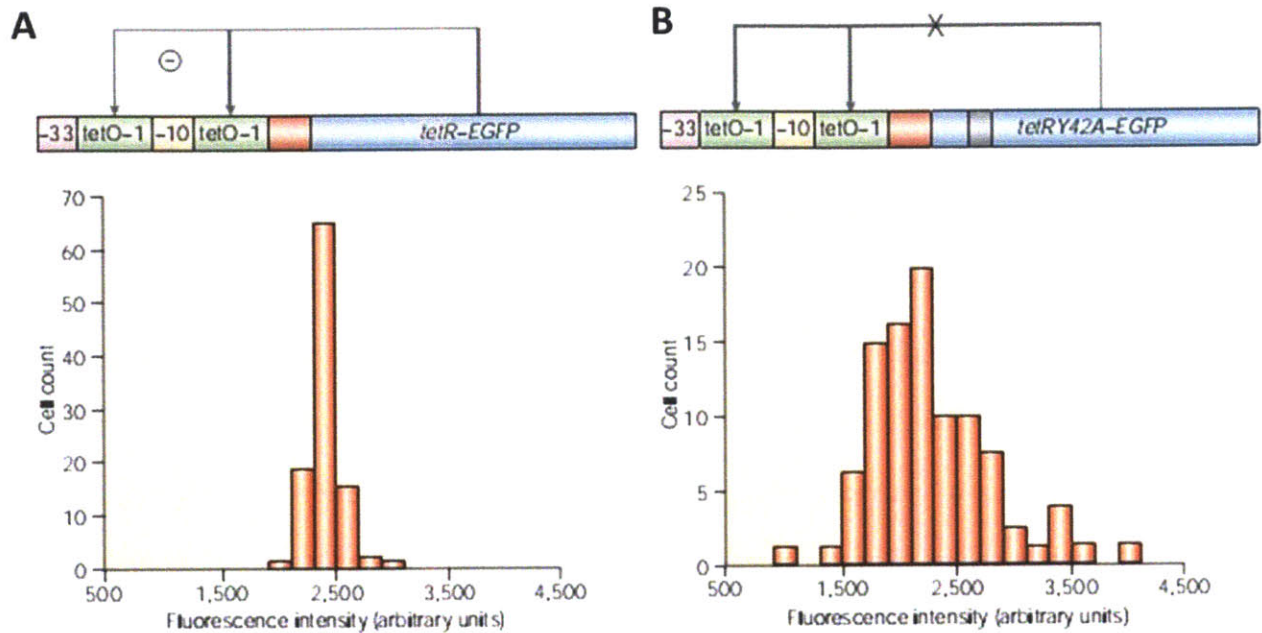 A
B
−
X
−33 tetO−1 −10 tetO−1 tetR−EGFP
−33 tetO−1 −10 tetO−1 tetRY42A−EGFP
70
60
50
40
30
20
10
0
Cell count
500 1,500 2,500 3,500 4,500
Fluorescence intensity (arbitrary units)
25
20
15
10
5
0
Cell count
500 1,500 2,500 3,500 4,500
Fluorescence intensity (arbitrary units)